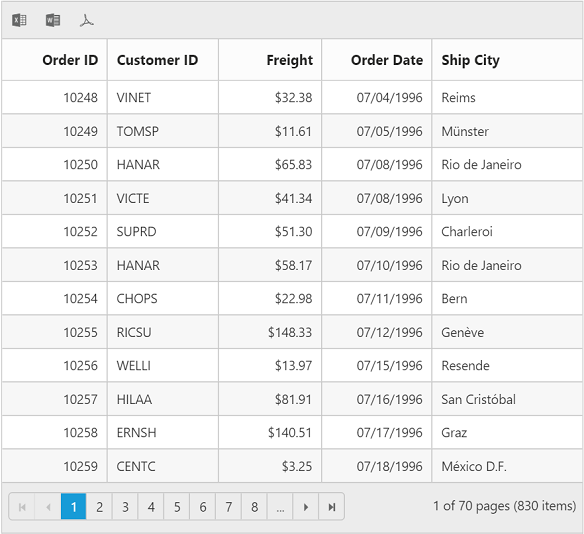 Order ID Customer ID Freight Order Date Ship City
10248 VINET $32.38 07/04/1996 Reims
10249 TOMSP $11.61 07/05/1996 Münster
10250 HANAR $65.83 07/08/1996 Rio de Janeiro
10251 VICTE $41.34 07/08/1996 Lyon
10252 SUPRD $51.30 07/09/1996 Charleroi
10253 HANAR $58.17 07/10/1996 Rio de Janeiro
10254 CHOPS $22.98 07/11/1996 Bern
10255 RICSU $148.33 07/12/1996 Genève
10256 WELLI $13.97 07/15/1996 Resende
10257 HILAA $81.91 07/16/1996 San Cristóbal
10258 ERNSH $140.51 07/17/1996 Graz
10259 CENTC $3.25 07/18/1996 México D.F.
1 2 3 4 5 6 7 8 ... 1 of 70 pages (830 items)